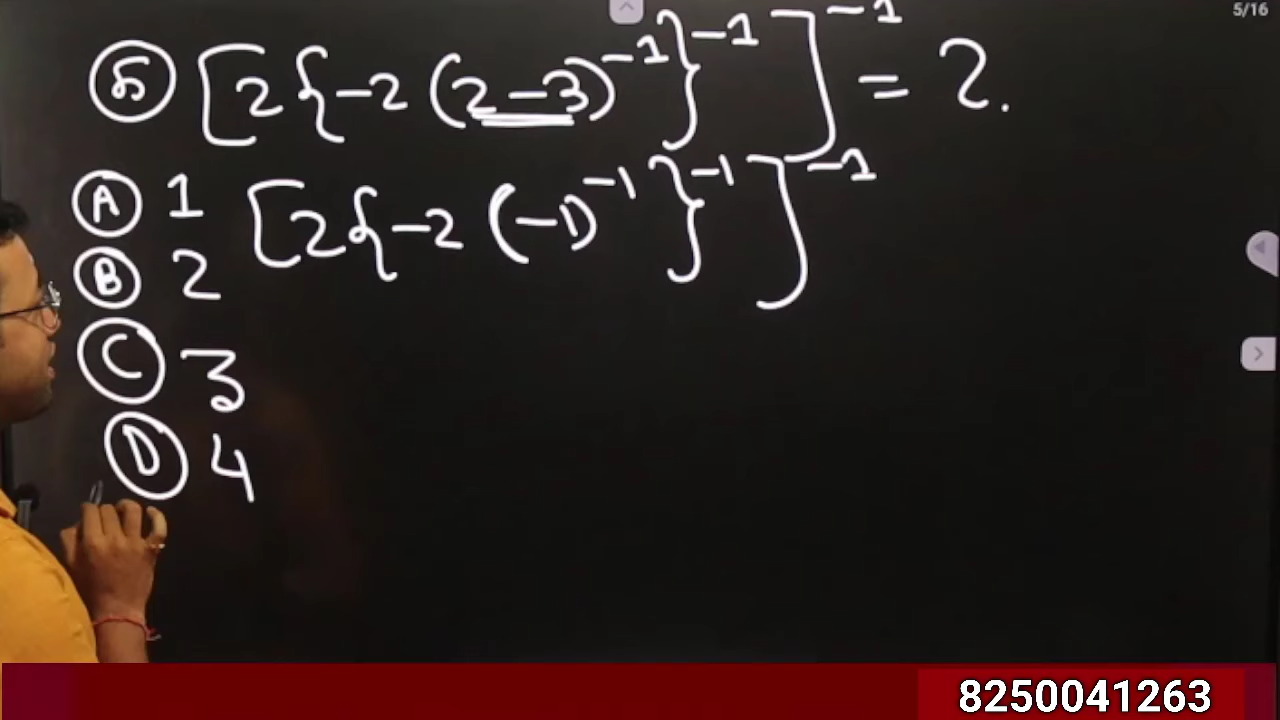 5/16
5 [2{-2(2-3)⁻¹}⁻¹]⁻¹ = ?.
A 1 [2{-2(-1)⁻¹}⁻¹]⁻¹
B 2
C 3
D 4
8250041263